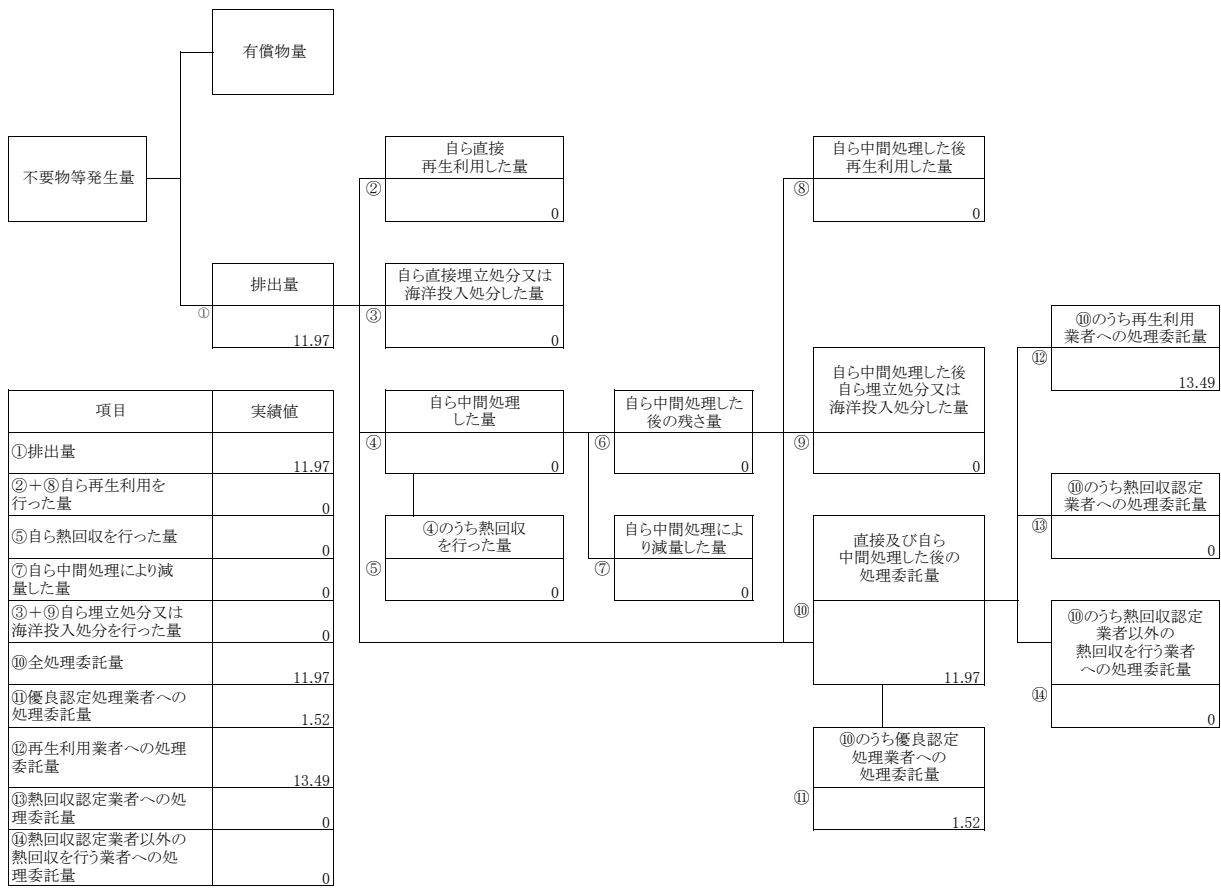 有償物量
不要物等発生量
自ら直接
再生利用した量
②
0
自ら中間処理した後
再生利用した量
⑧
0
排出量
①
11.97
自ら直接埋立処分又は
海洋投入処分した量
③
0
⑩のうち再生利用
業者への処理委託量
⑫
13.49
自ら中間処理
した量
④
0
自ら中間処理した
後の残さ量
⑥
0
自ら中間処理した後
自ら埋立処分又は
海洋投入処分した量
⑨
0
⑩のうち熱回収認定
業者への処理委託量
⑬
0
④のうち熱回収
を行った量
⑤
0
自ら中間処理によ
り減量した量
⑦
0
直接及び自ら
中間処理した後の
処理委託量
⑩
11.97
⑩のうち熱回収認定
業者以外の
熱回収を行う業者
への処理委託量
⑭
0
⑩のうち優良認定
処理業者への
処理委託量
⑪
1.52
項目 実績値
①排出量
11.97
②+⑧自ら再生利用を
行った量
0
⑤自ら熱回収を行った量
0
⑦自ら中間処理により減
量した量
0
③+⑨自ら埋立処分又は
海洋投入処分を行った量
0
⑩全処理委託量
11.97
⑪優良認定処理業者への
処理委託量
1.52
⑫再生利用業者への処理
委託量
13.49
⑬熱回収認定業者への処
理委託量
0
⑭熱回収認定業者以外の
熱回収を行う業者への処
理委託量
0